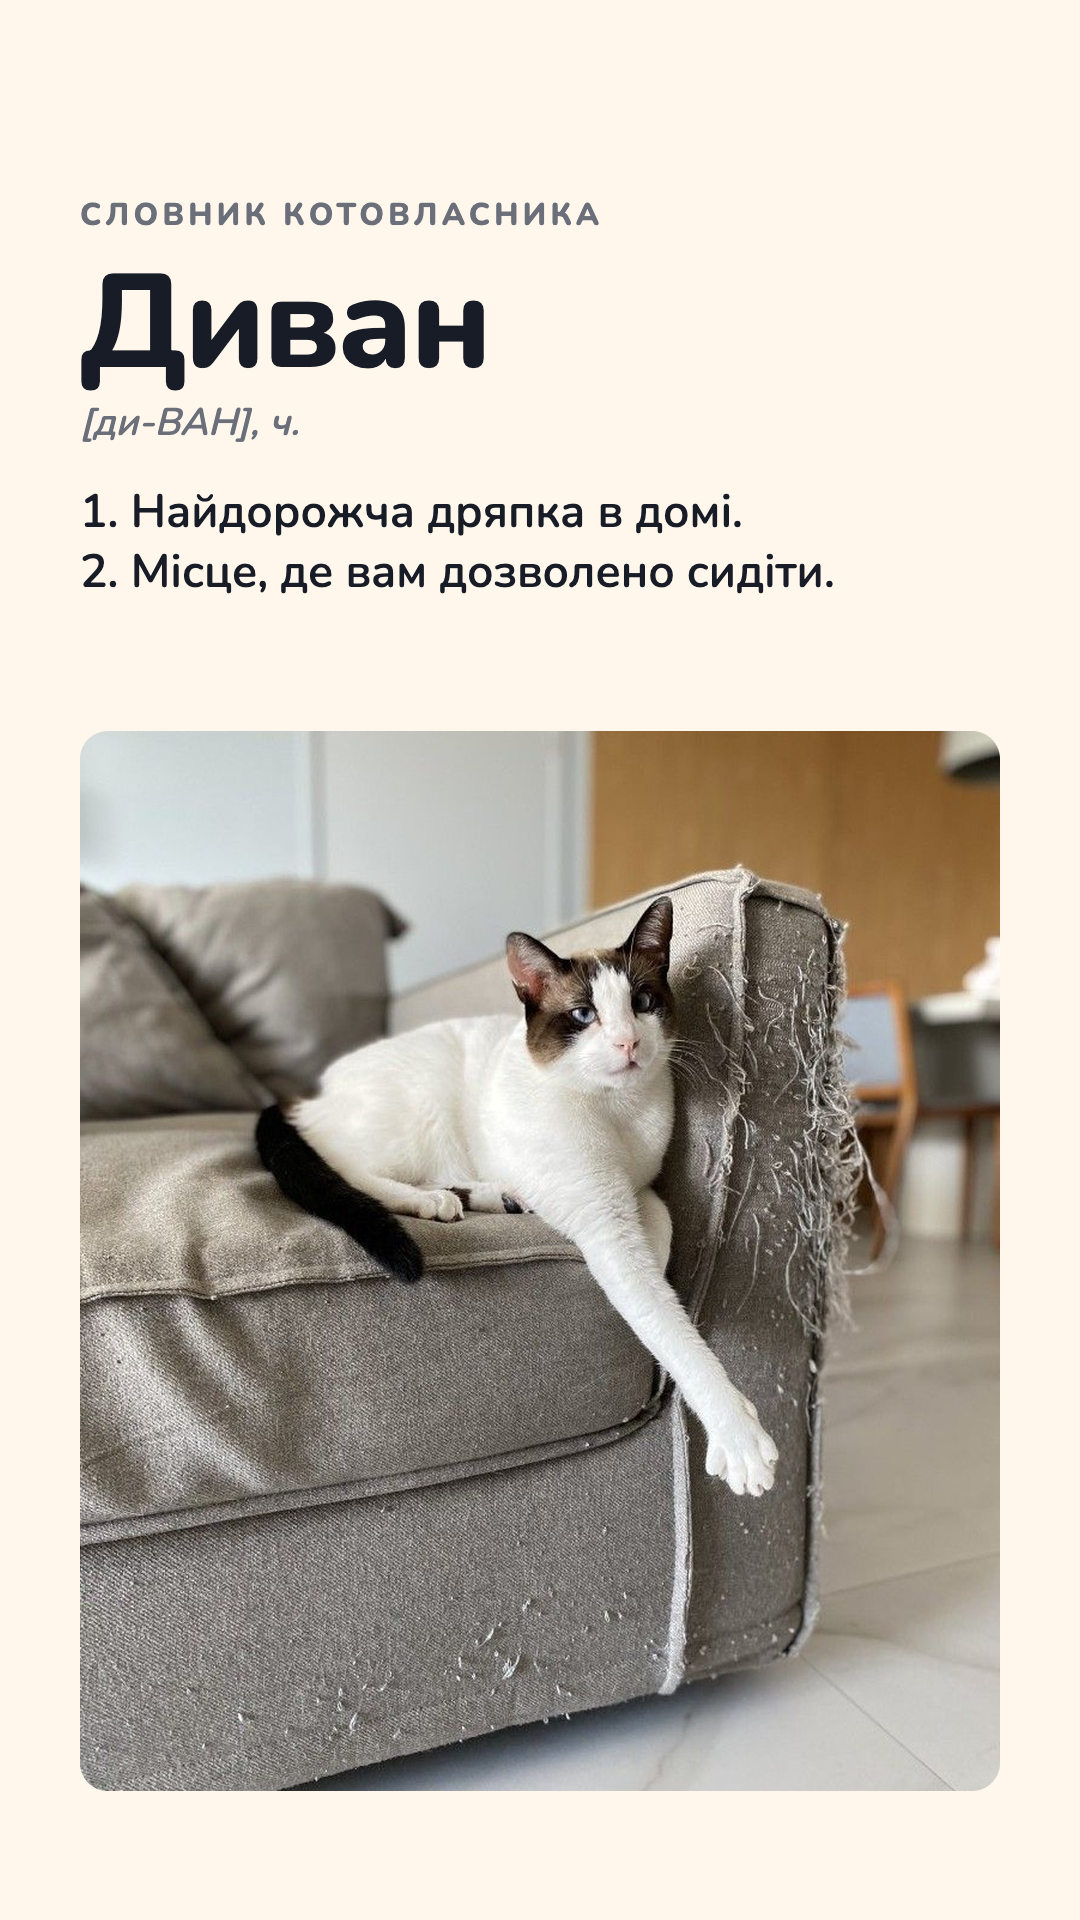 СЛОВНИК КОТОВЛАСНИКА
Диван
[ди-ВАН], ч.
1. Найдорожча дряпка в домі.
2. Місце, де вам дозволено сидіти.